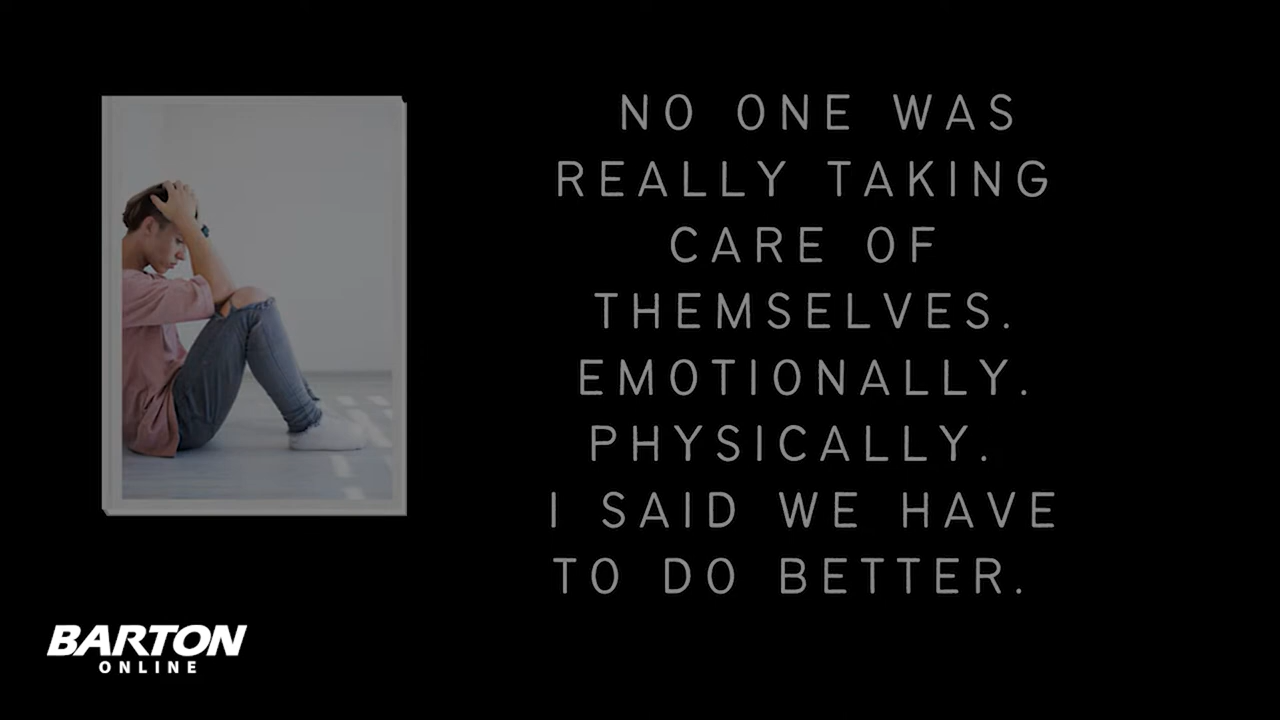 NO ONE WAS
REALLY TAKING
CARE OF
THEMSELVES.
EMOTIONALLY.
PHYSICALLY.
I SAID WE HAVE
TO DO BETTER.
BARTON
ONLINE